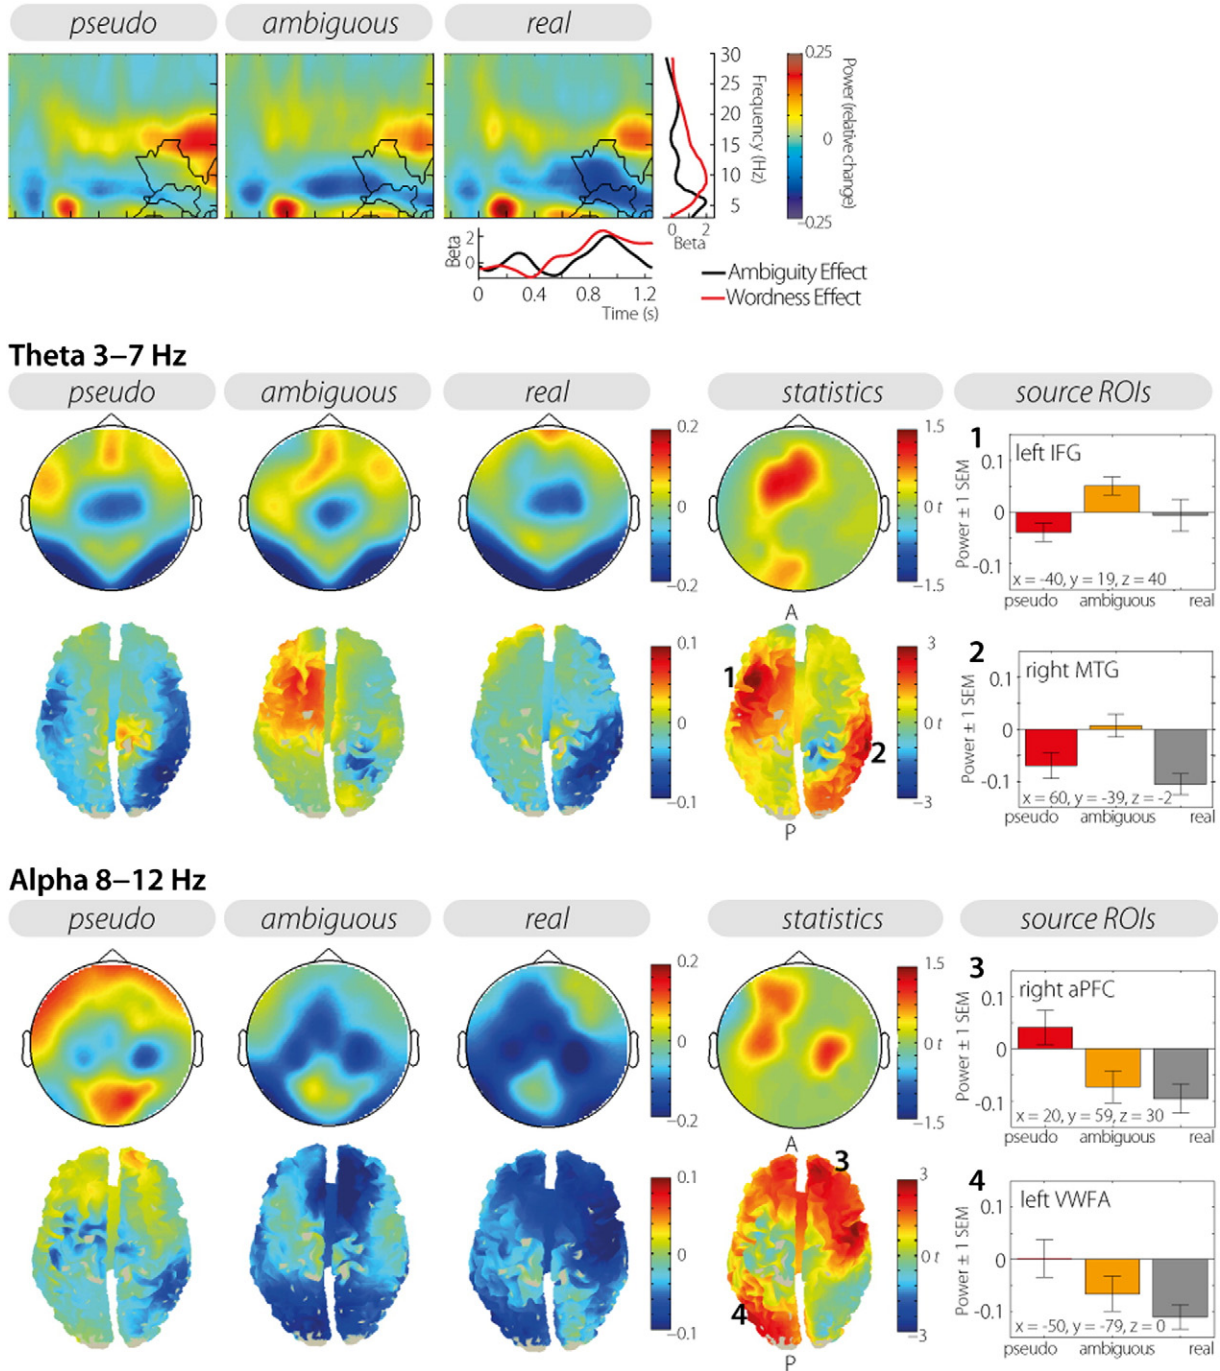 pseudo ambiguous real
30
25
20
15
10
5
Frequency (Hz)
0 2
Beta
0.25
0
-0.25
Power (relative change)
Beta
2
0
0 0.4 0.8 1.2
Time (s)
Ambiguity Effect
Wordness Effect
Theta 3–7 Hz
pseudo ambiguous real statistics source ROIs
0.2
0
-0.2
1.5
0 t
-1.5
1
left IFG
Power ± 1 SEM
0.1
0
-0.1
x = -40, y = 19, z = 40
pseudo ambiguous real
0.1
0
-0.1
A
1
2
P
3
0 t
-3
2
right MTG
Power ± 1 SEM
0.1
0
-0.1
x = 60, y = -39, z = -2
pseudo ambiguous real
Alpha 8–12 Hz
pseudo ambiguous real statistics source ROIs
0.2
0
-0.2
1.5
0 t
-1.5
3
right aPFC
Power ± 1 SEM
0.1
0
-0.1
x = 20, y = 59, z = 30
pseudo ambiguous real
0.1
0
-0.1
A
3
4
P
3
0 t
-3
4
left VWFA
Power ± 1 SEM
0.1
0
-0.1
x = -50, y = -79, z = 0
pseudo ambiguous real